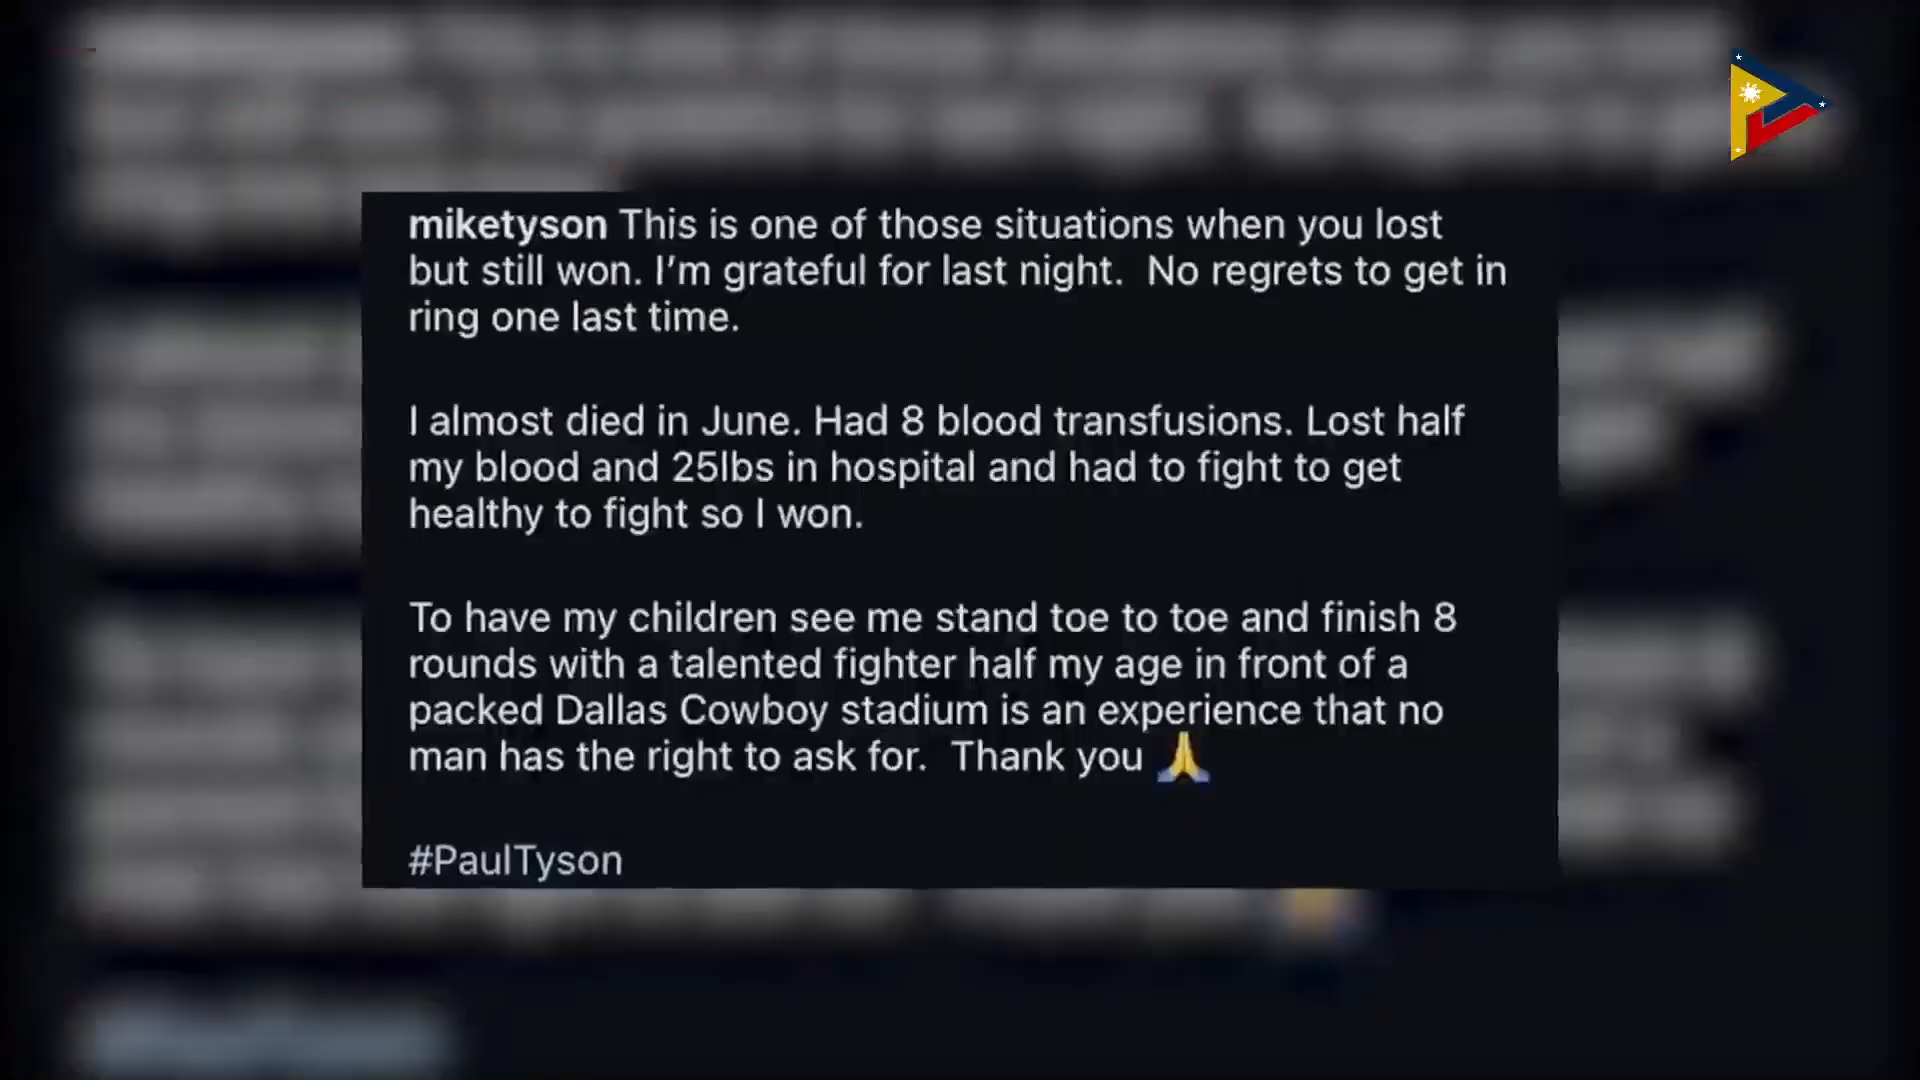 miketyson This is one of those situations when you lost
but still won. I’m grateful for last night.  No regrets to get in
ring one last time.
I almost died in June. Had 8 blood transfusions. Lost half
my blood and 25lbs in hospital and had to fight to get
healthy to fight so I won.
To have my children see me stand toe to toe and finish 8
rounds with a talented fighter half my age in front of a
packed Dallas Cowboy stadium is an experience that no
man has the right to ask for.  Thank you 🙏
#PaulTyson